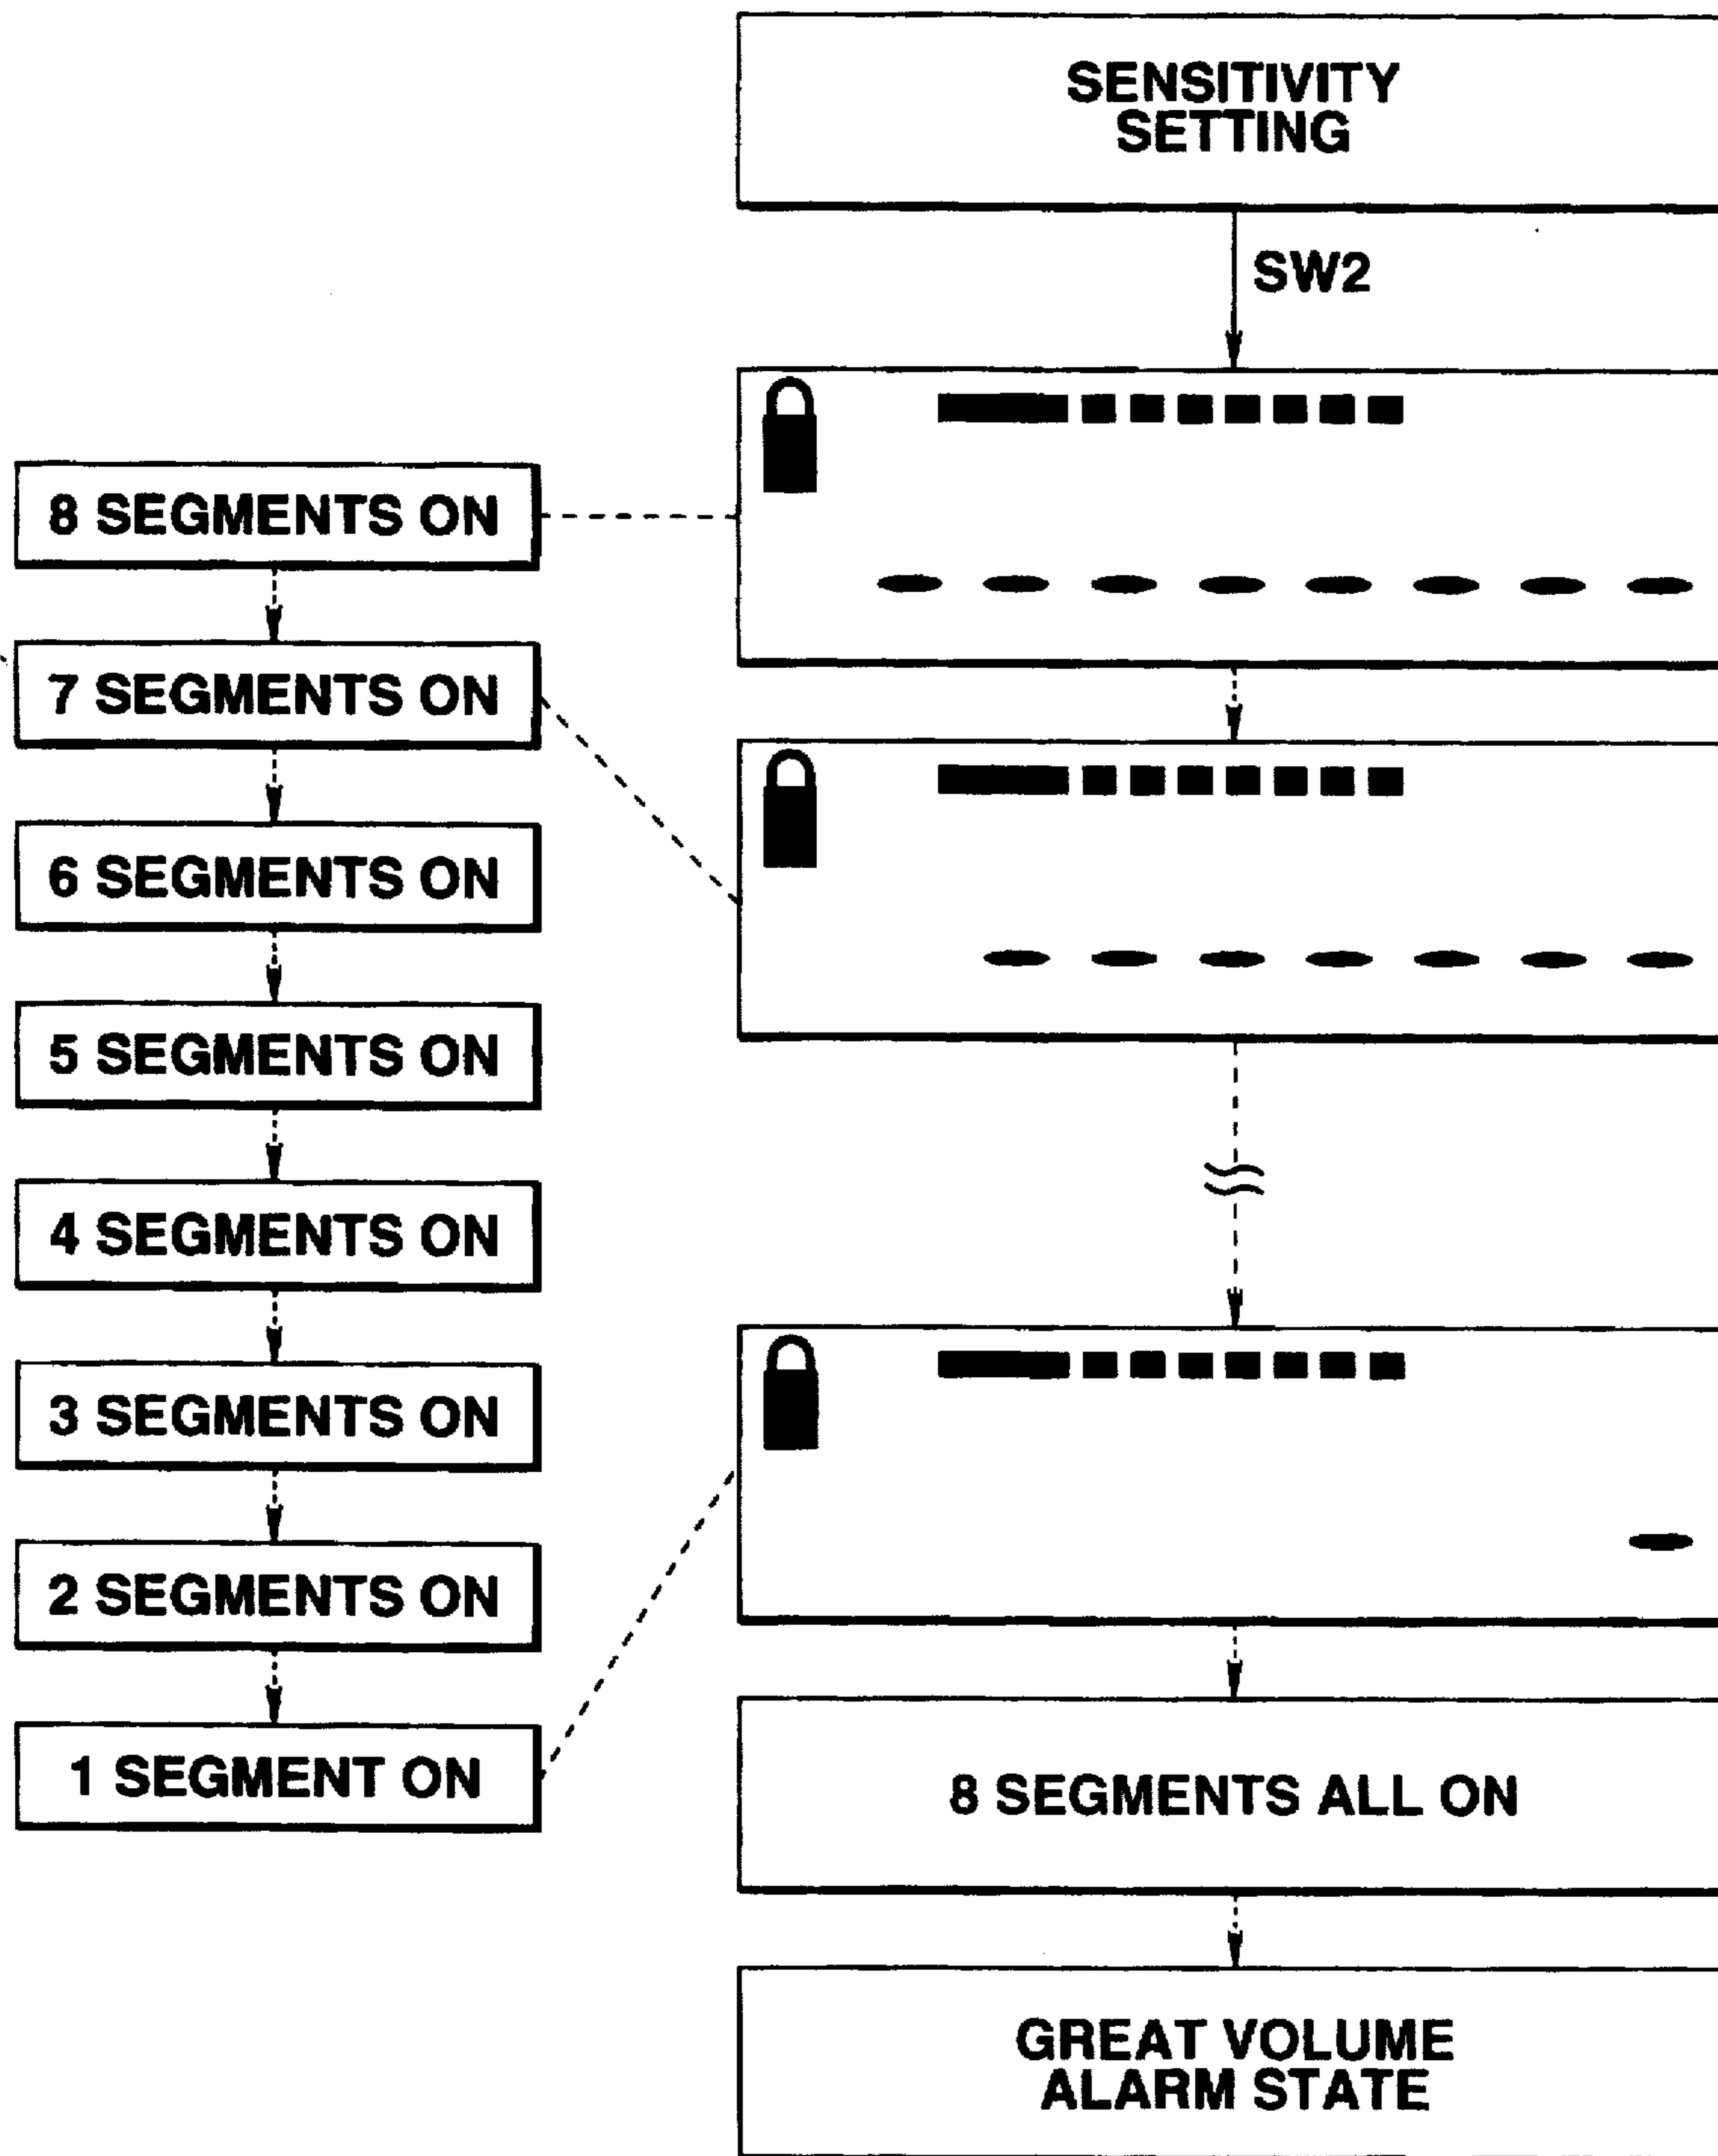 SENSITIVITY
SETTING
SW2
8 SEGMENTS ON
7 SEGMENTS ON
6 SEGMENTS ON
5 SEGMENTS ON
4 SEGMENTS ON
3 SEGMENTS ON
2 SEGMENTS ON
1 SEGMENT ON
8 SEGMENTS ALL ON
GREAT VOLUME
ALARM STATE